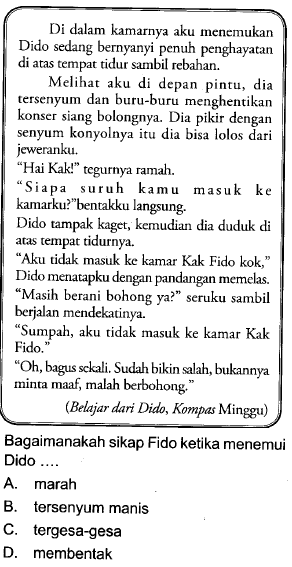 Di dalam kamarnya aku menemukan
Dido sedang bernyanyi penuh penghayatan
di atas tempat tidur sambil rebahan.
Melihat aku di depan pintu, dia
tersenyum dan buru-buru menghentikan
konser siang bolongnya. Dia pikir dengan
senyum konyolnya itu dia bisa lolos dari
jeweranku.
"Hai Kak!" tegurnya ramah.
"Siapa suruh kamu masuk ke
kamarku?"bentakku langsung.
Dido tampak kaget, kemudian dia duduk di
atas tempat tidurnya.
"Aku tidak masuk ke kamar Kak Fido kok,"
Dido menatapku dengan pandangan memelas.
"Masih berani bohong ya?" seruku sambil
berjalan mendekatinya.
"Sumpah, aku tidak masuk ke kamar Kak
Fido."
"Oh, bagus sekali. Sudah bikin salah, bukannya
minta maaf, malah berbohong."
(Belajar dari Dido, Kompas Minggu)
Bagaimanakah sikap Fido ketika menemui
Dido ....
A. marah
B. tersenyum manis
C. tergesa-gesa
D. membentak